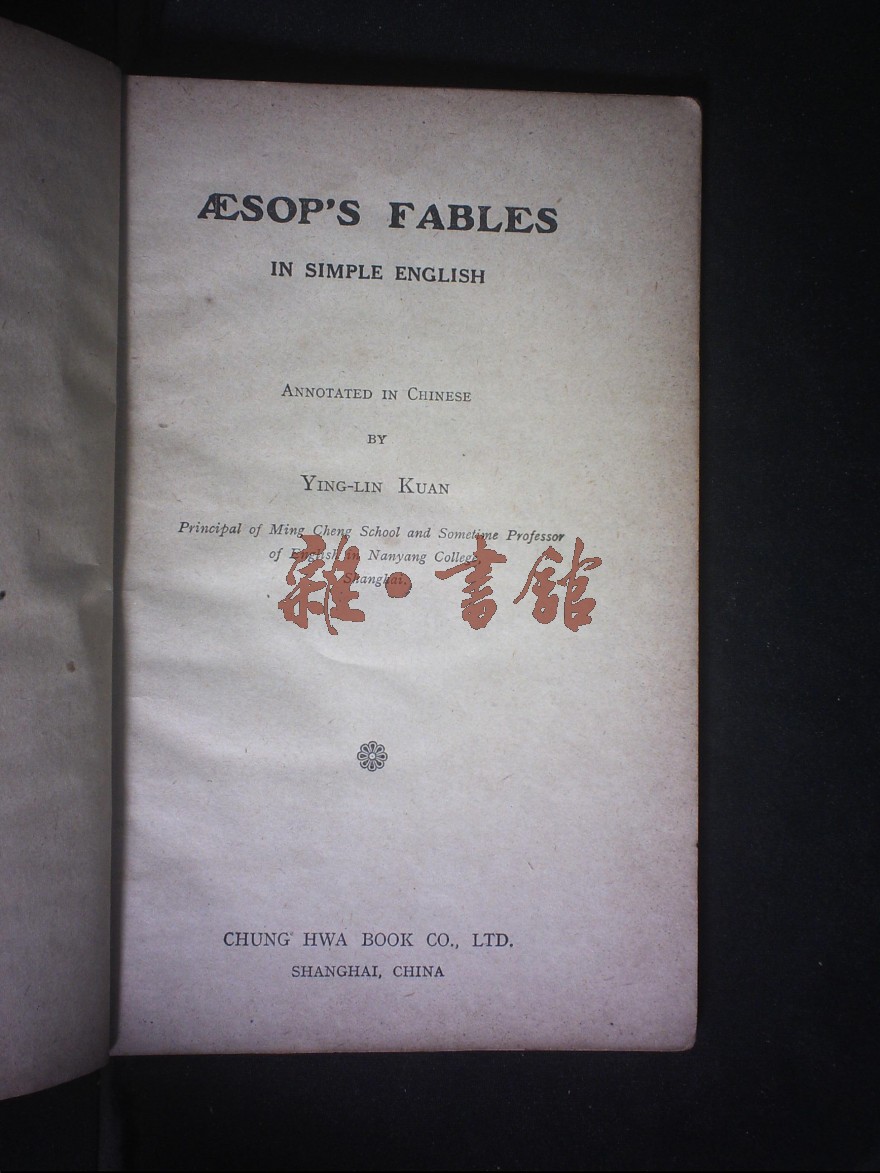 ÆSOP'S FABLES
IN SIMPLE ENGLISH
ANNOTATED IN CHINESE
BY
YING-LIN KUAN
Principal of Ming Cheng School and Sometime Professor
of English in Nanyang College,
Shanghai.
雜•書館
CHUNG HWA BOOK CO., LTD.
SHANGHAI, CHINA